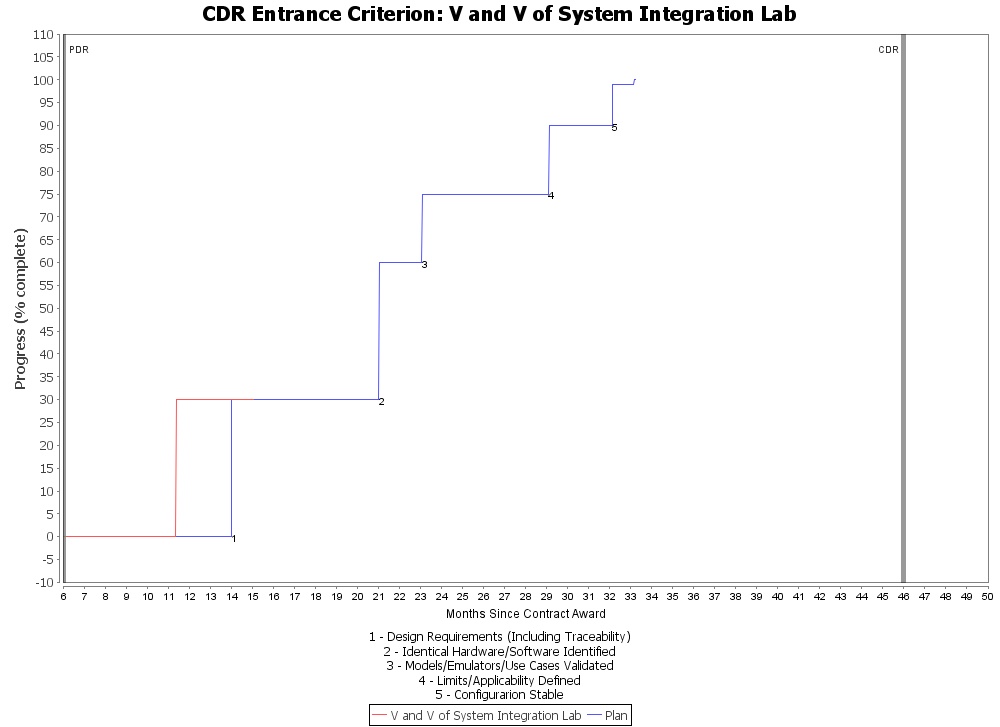 CDR Entrance Criterion: V and V of System Integration Lab
110
105
100
95
90
85
80
75
70
65
60
55
50
45
40
35
30
25
20
15
10
5
0
-5
-10
Progress (% complete)
PDR
CDR
1
2
3
4
5
6 7 8 9 10 11 12 13 14 15 16 17 18 19 20 21 22 23 24 25 26 27 28 29 30 31 32 33 34 35 36 37 38 39 40 41 42 43 44 45 46 47 48 49 50
Months Since Contract Award
1 - Design Requirements (Including Traceability)
2 - Identical Hardware/Software Identified
3 - Models/Emulators/Use Cases Validated
4 - Limits/Applicability Defined
5 - Configurarion Stable
V and V of System Integration Lab Plan